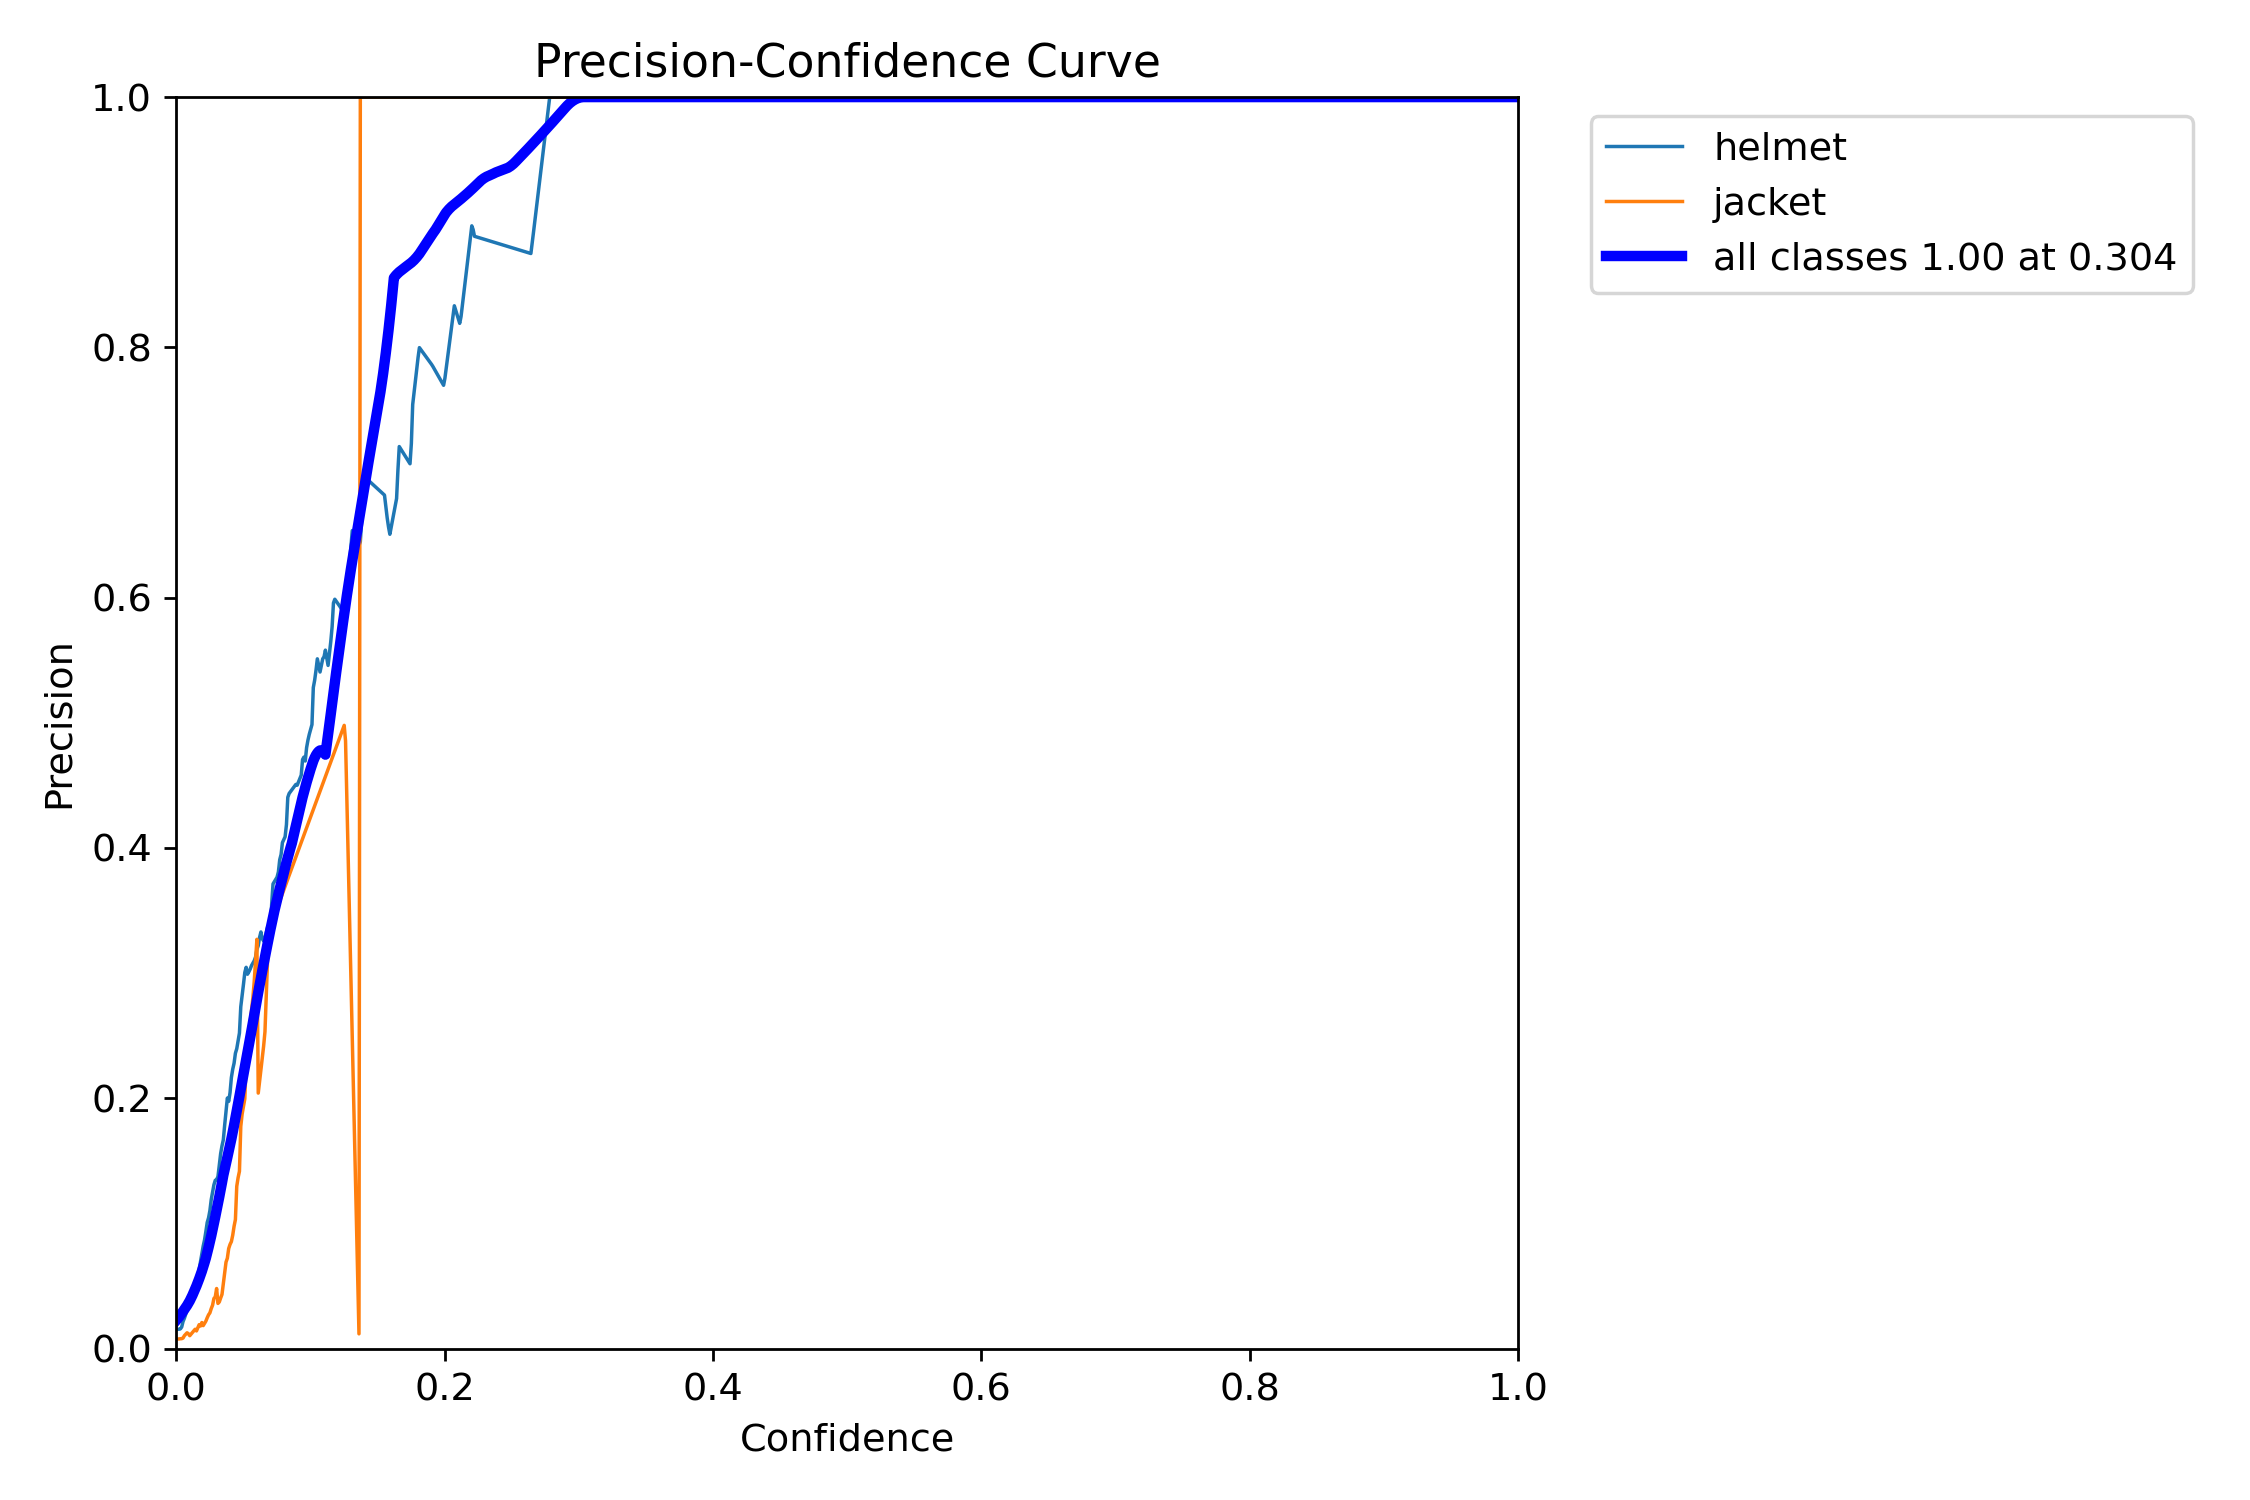 Precision-Confidence Curve
1.0
0.8
0.6
0.4
0.2
0.0
Precision
0.0 0.2 0.4 0.6 0.8 1.0
Confidence
helmet
jacket
all classes 1.00 at 0.304